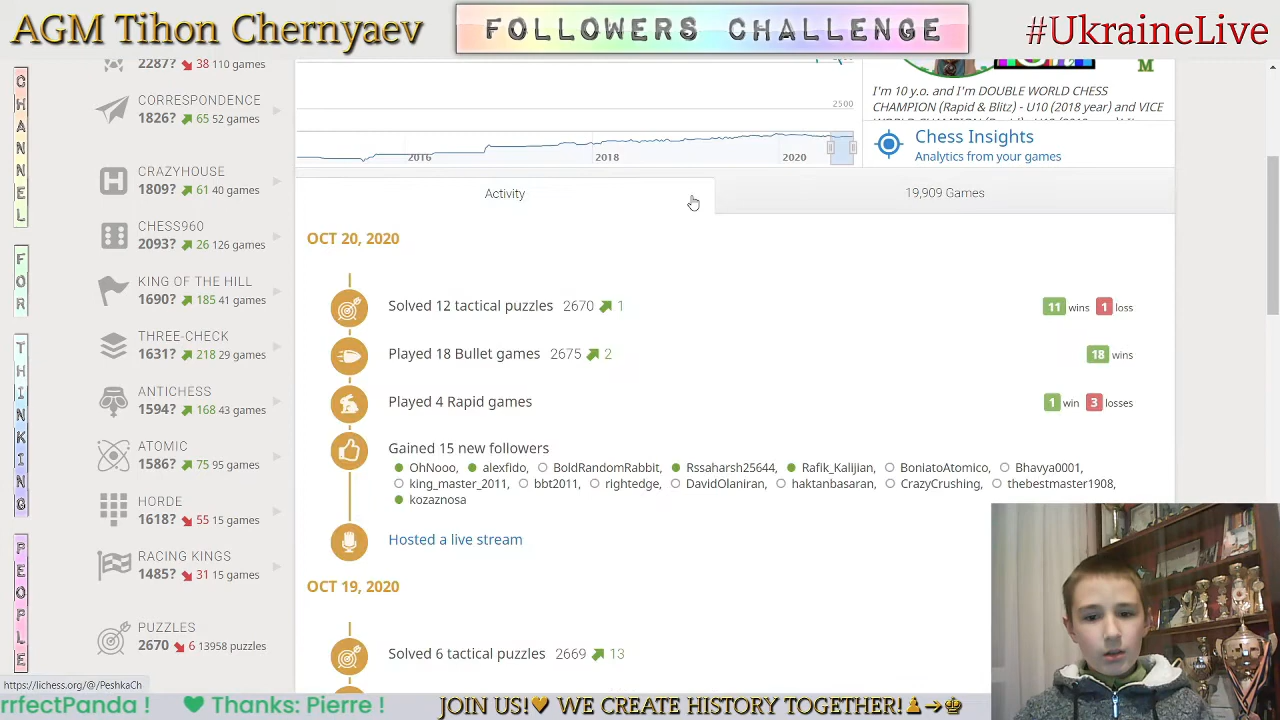 AGM Tihon Chernyaev
FOLLOWERS CHALLENGE
#UkraineLive
CHANNEL
FOR
THINKING
PEOPLE
2287? 38 110 games
CORRESPONDENCE
1826? 65 52 games
CRAZYHOUSE
1809? 61 40 games
CHESS960
2093? 26 126 games
KING OF THE HILL
1690? 185 41 games
THREE-CHECK
1631? 218 29 games
ANTICHESS
1594? 168 43 games
ATOMIC
1586? 75 95 games
HORDE
1618? 55 15 games
RACING KINGS
1485? 31 15 games
PUZZLES
2670 6 13958 puzzles
https://lichess.org/@/PeshkaCh
2500
2016
2018
2020
M
I'm 10 y.o. and I'm DOUBLE WORLD CHESS
CHAMPION (Rapid & Blitz) - U10 (2018 year) and VICE
Chess Insights
Analytics from your games
Activity
19,909 Games
OCT 20, 2020
Solved 12 tactical puzzles 2670 1
11 wins 1 loss
Played 18 Bullet games 2675 2
18 wins
Played 4 Rapid games
1 win 3 losses
Gained 15 new followers
OhNooo, alexfido, BoldRandomRabbit, Rssaharsh25644, Rafik_Kalijian, BoniatoAtomico, Bhavya0001,
king_master_2011, bbt2011, rightedge, DavidOlaniran, haktanbasaran, CrazyCrushing, thebestmaster1908,
kozaznosa
Hosted a live stream
OCT 19, 2020
Solved 6 tactical puzzles 2669 13
rrfectPanda ! 💚 Thanks: Pierre !
JOIN US!🧡 WE CREATE HISTORY TOGETHER!♟→♔